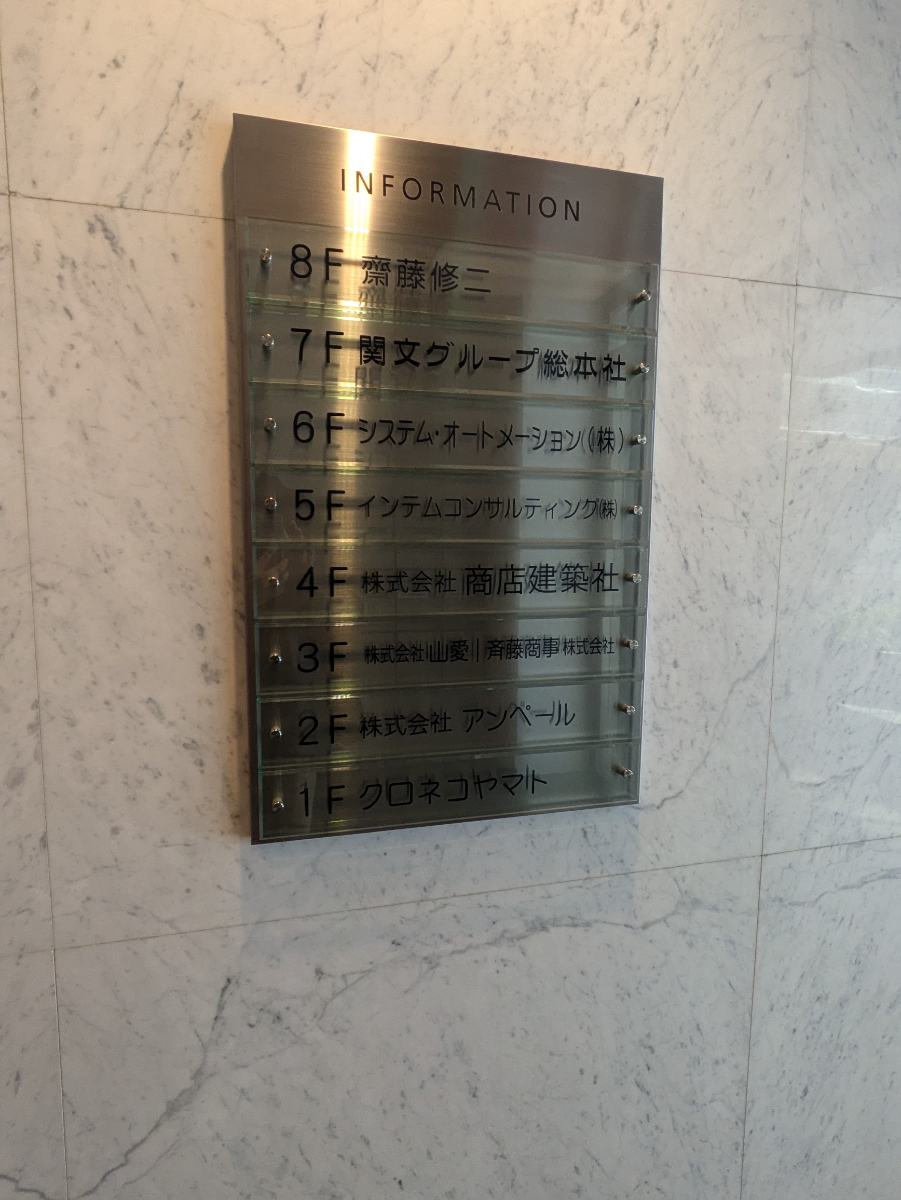 INFORMATION
8F 齋藤修二
7F 関文グループ総本社
6F システム・オートメーション(株)
5F インテムコンサルティング(株)
4F 株式会社 商店建築社
3F 株式会社山愛 | 斉藤商事株式会社
2F 株式会社 アンペール
1F クロネコヤマト